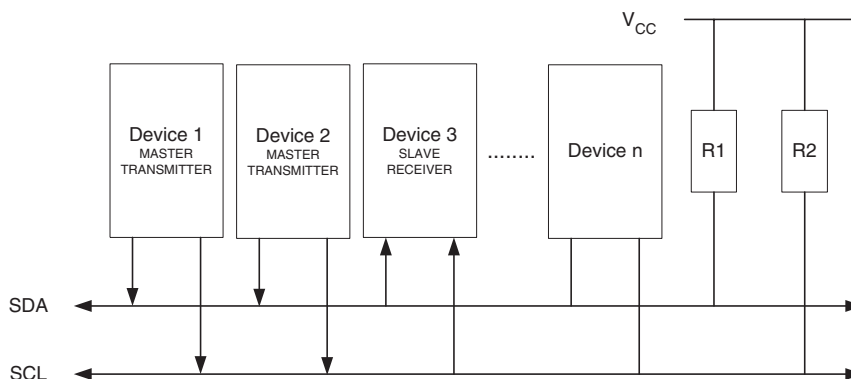 V_CC
Device 1
MASTER
TRANSMITTER
Device 2
MASTER
TRANSMITTER
Device 3
SLAVE
RECEIVER
........
Device n
R1
R2
SDA
SCL